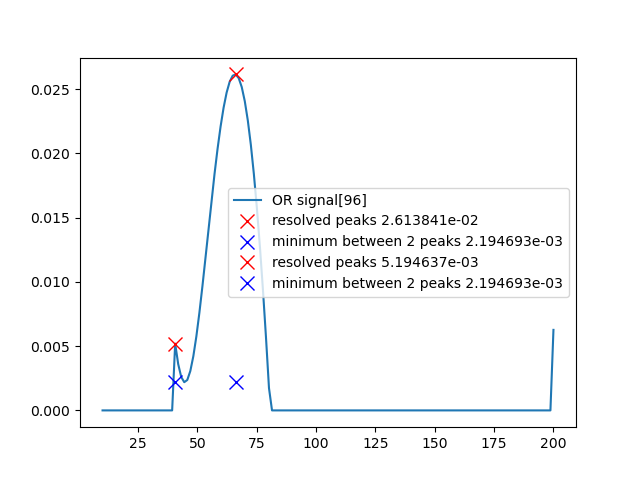 0.025
0.020
0.015
0.010
0.005
0.000
OR signal[96]
resolved peaks 2.613841e-02
minimum between 2 peaks 2.194693e-03
resolved peaks 5.194637e-03
minimum between 2 peaks 2.194693e-03
25 50 75 100 125 150 175 200